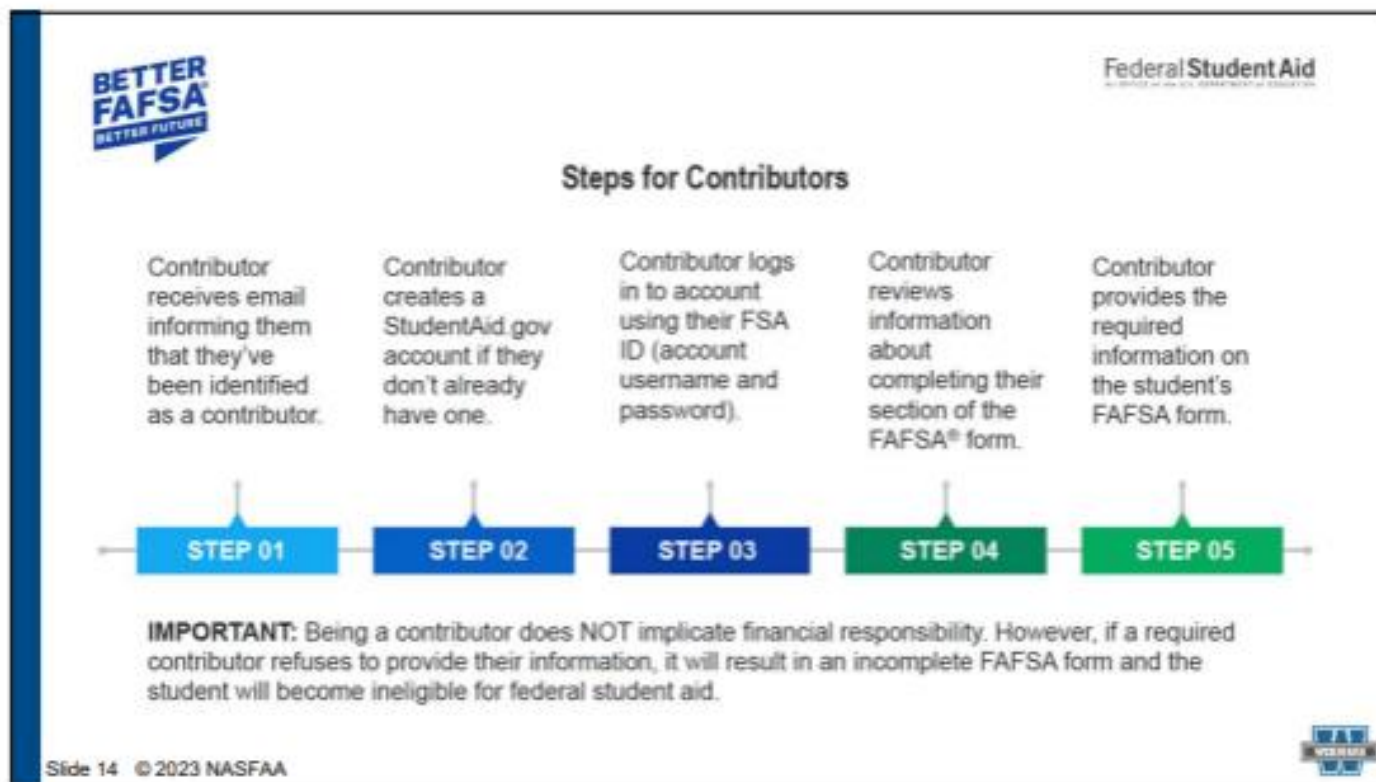 BETTER
FAFSA®
BETTER FUTURE
Federal Student Aid
Steps for Contributors
Contributor
receives email
informing them
that they've
been identified
as a contributor.
Contributor
creates a
StudentAid.gov
account if they
don't already
have one.
Contributor logs
in to account
using their FSA
ID (account
username and
password).
Contributor
reviews
information
about
completing their
section of the
FAFSA® form.
Contributor
provides the
required
information on
the student's
FAFSA form.
STEP 01
STEP 02
STEP 03
STEP 04
STEP 05
IMPORTANT: Being a contributor does NOT implicate financial responsibility. However, if a required
contributor refuses to provide their information, it will result in an incomplete FAFSA form and the
student will become ineligible for federal student aid.
Slide 14 © 2023 NASFAA